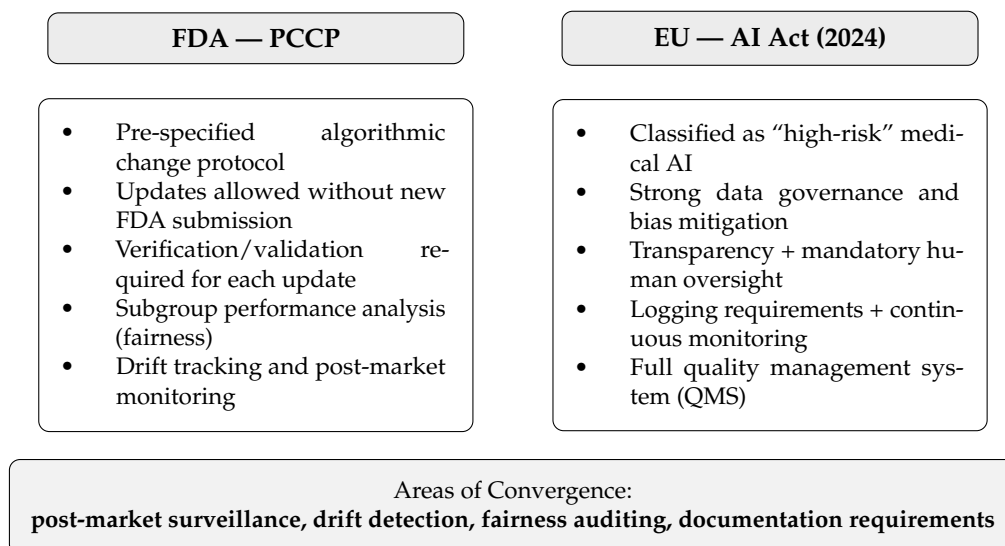 FDA — PCCP
• Pre-specified algorithmic
change protocol
• Updates allowed without new
FDA submission
• Verification/validation re-
quired for each update
• Subgroup performance analysis
(fairness)
• Drift tracking and post-market
monitoring
EU — AI Act (2024)
• Classified as “high-risk” medi-
cal AI
• Strong data governance and
bias mitigation
• Transparency + mandatory hu-
man oversight
• Logging requirements + contin-
uous monitoring
• Full quality management sys-
tem (QMS)
Areas of Convergence:
post-market surveillance, drift detection, fairness auditing, documentation requirements